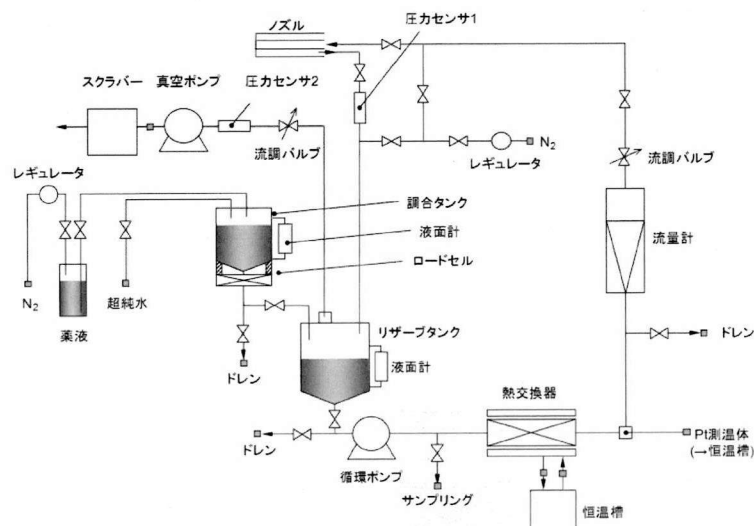 ノズル
圧力センサ1
スクラバー
真空ポンプ
圧力センサ2
流調バルブ
レギュレータ
N2
流調バルブ
レギュレータ
調合タンク
液面計
ロードセル
流量計
N2
薬液
超純水
ドレン
リザーブタンク
液面計
ドレン
熱交換器
ドレン
循環ポンプ
サンプリング
Pt測温体
(→恒温槽)
恒温槽